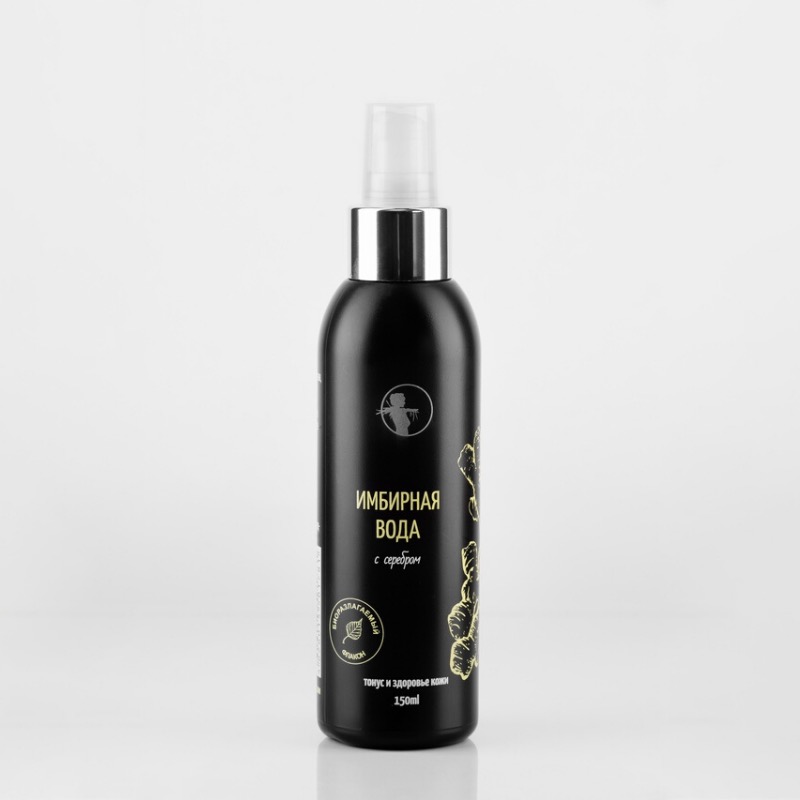 ИМБИРНАЯ
ВОДА
с серебром
БИОРАЗЛАГАЕМЫЙ
ФЛАКОН
тонус и здоровье кожи
150ml